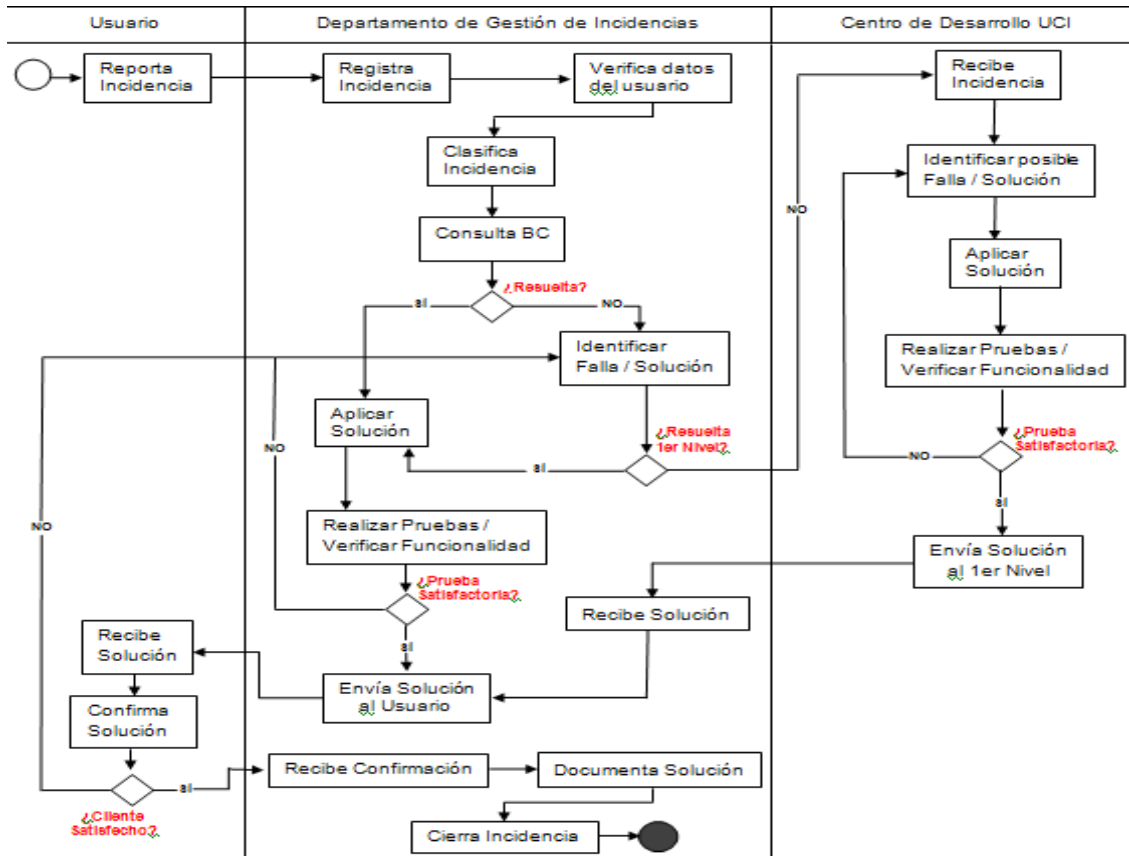 Usuario
Departamento de Gestión de Incidencias
Centro de Desarrollo UCI
Reporta
Incidencia
Registra
Incidencia
Verifica datos
del usuario
Clasifica
Incidencia
Consulta BC
¿Resuelta?
SÍ
NO
Identificar
Falla / Solución
Aplicar
Solución
¿Resuelta
1er Nivel?
SÍ
NO
NO
Realizar Pruebas /
Verificar Funcionalidad
¿Prueba
Satisfactoria?
SÍ
Recibe Solución
Envía Solución
al Usuario
Recibe
Incidencia
Identificar posible
Falla / Solución
Aplicar
Solución
Realizar Pruebas /
Verificar Funcionalidad
¿Prueba
Satisfactoria?
NO
SÍ
Envía Solución
al 1er Nivel
Recibe
Solución
Confirma
Solución
NO
SÍ
¿Cliente
Satisfecho?
Recibe Confirmación
Documenta Solución
Cierra Incidencia